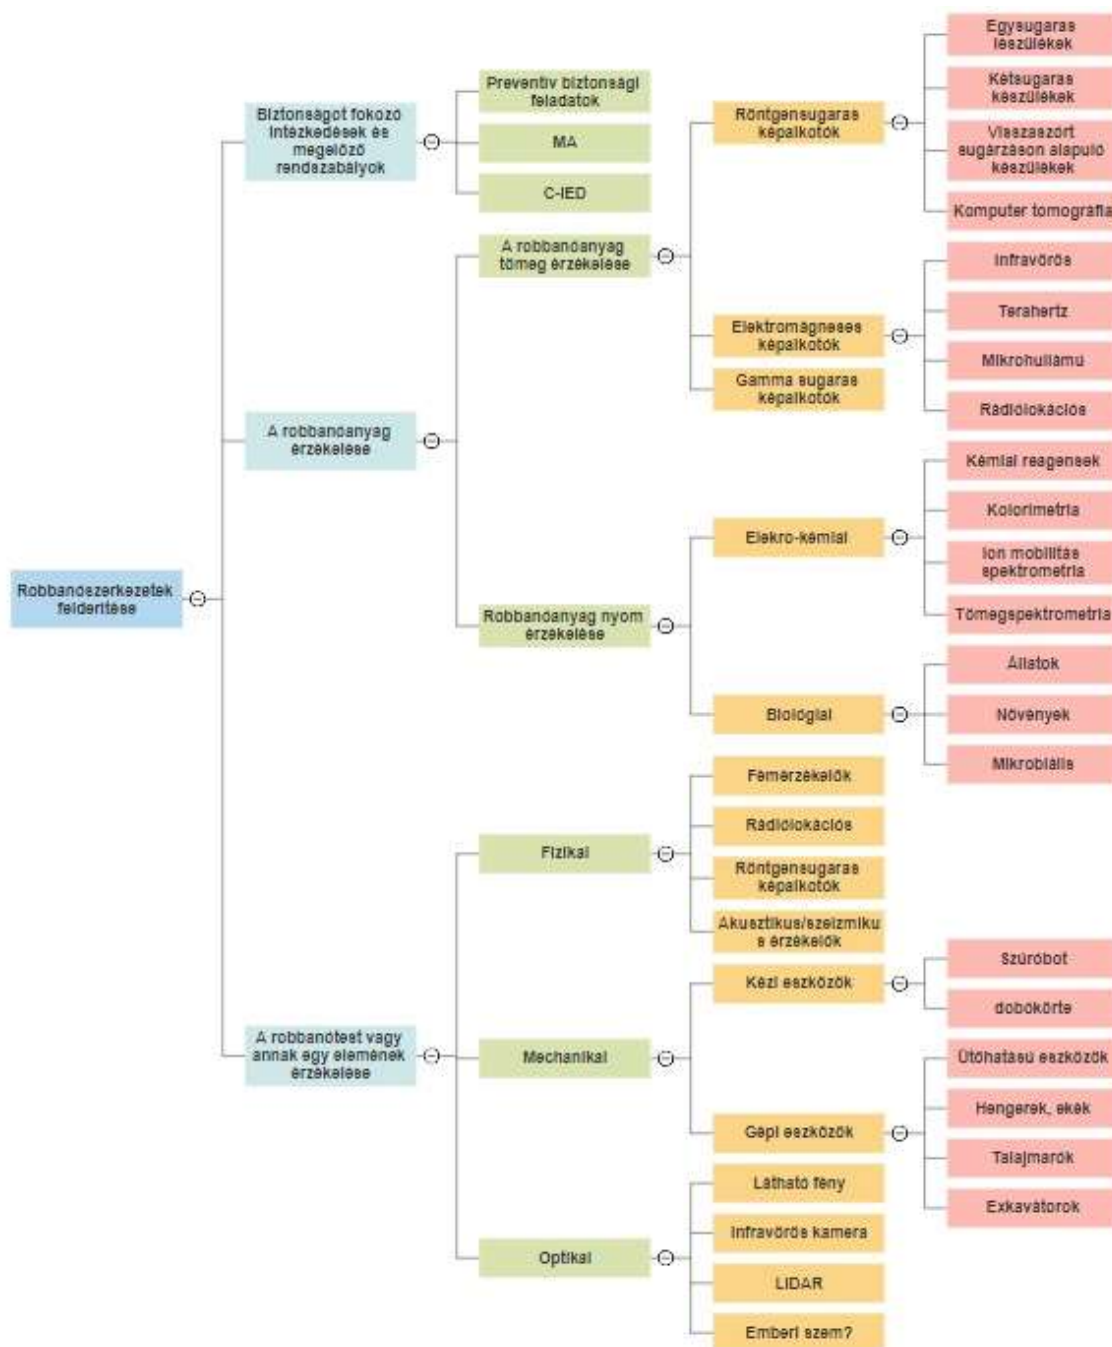 Robbanószerkezetek
felderítése
Biztonságot fokozó
intézkedések és
megelőző
rendszabályok
Preventív biztonsági
feladatok
MA
C-IED
A robbanóanyag
érzékelése
A robbanóanyag
tömeg érzékelése
Röntgensugaras
képalkotók
Egysugaras
készülékek
Kétsugaras
készülékek
Visszaszórt
sugárzáson alapuló
készülékek
Komputer tomográfia
Elektromágneses
képalkotók
Infravörös
Terahertz
Mikrohullámú
Rádiólokációs
Gamma sugaras
képalkotók
Robbanóanyag nyom
érzékelése
Elekro-kémiai
Kémiai reagensek
Kolorimetria
Ion mobilitás
spektrometria
Tömegspektrometria
Biológiai
Állatok
Növények
Mikrobiális
A robbanótest vagy
annak egy elemének
érzékelése
Fizikai
Fémérzékelők
Rádiólokációs
Röntgensugaras
képalkotók
Akusztikus/szeizmiku
s érzékelők
Mechanikai
Kézi eszközök
Szúróbot
dobókörte
Gépi eszközök
Ütőhatású eszközök
Hengerek, ekék
Talajmarók
Exkavátorok
Optikai
Látható fény
Infravörös kamera
LIDAR
Emberi szem?